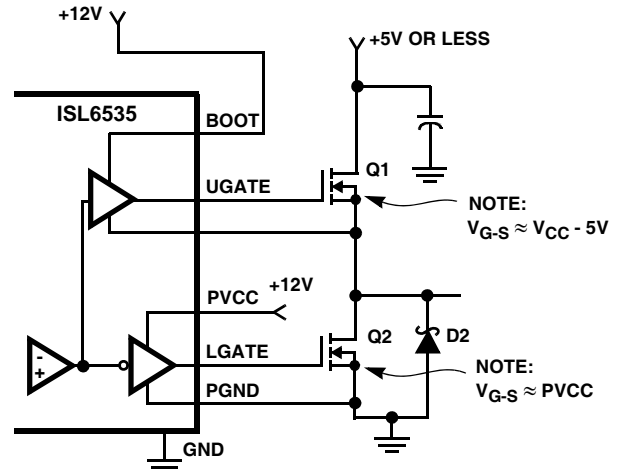 +12V
+5V OR LESS
ISL6535
BOOT
Q1
UGATE
NOTE:
VG-S ≈ VCC - 5V
+12V
PVCC
Q2
D2
LGATE
-
+
NOTE:
VG-S ≈ PVCC
PGND
GND